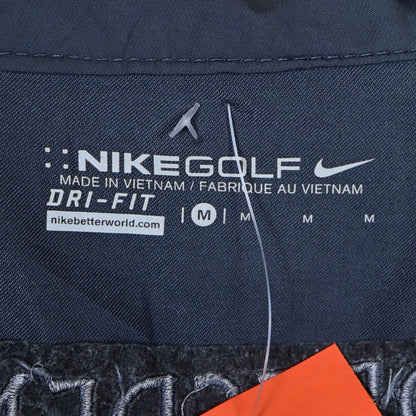 NIKEGOLF
MADE IN VIETNAM / FABRIQUE AU VIETNAM
DRI-FIT | M | M M M
nikebetterworld.com